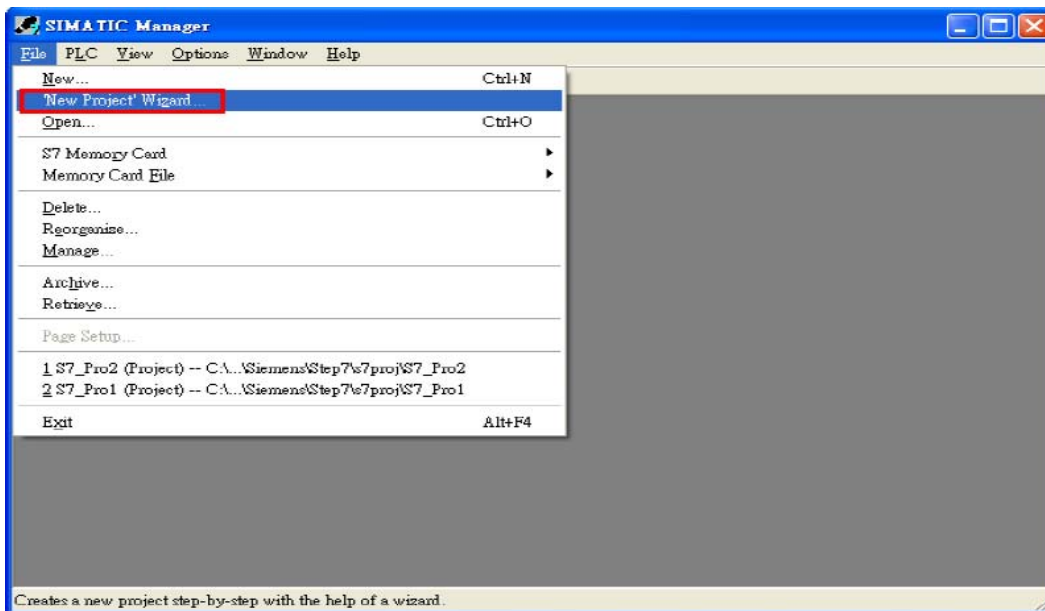 SIMATIC Manager
File PLC View Options Window Help
New... Ctrl+N
'New Project' Wizard...
Open... Ctrl+O
S7 Memory Card
Memory Card File
Delete...
Reorganize...
Manage...
Archive...
Retrieve...
Page Setup...
1 S7_Pro2 (Project) -- C:\...\Siemens\Step7\s7proj\S7_Pro2
2 S7_Pro1 (Project) -- C:\...\Siemens\Step7\s7proj\S7_Pro1
Exit Alt+F4
Creates a new project step-by-step with the help of a wizard.